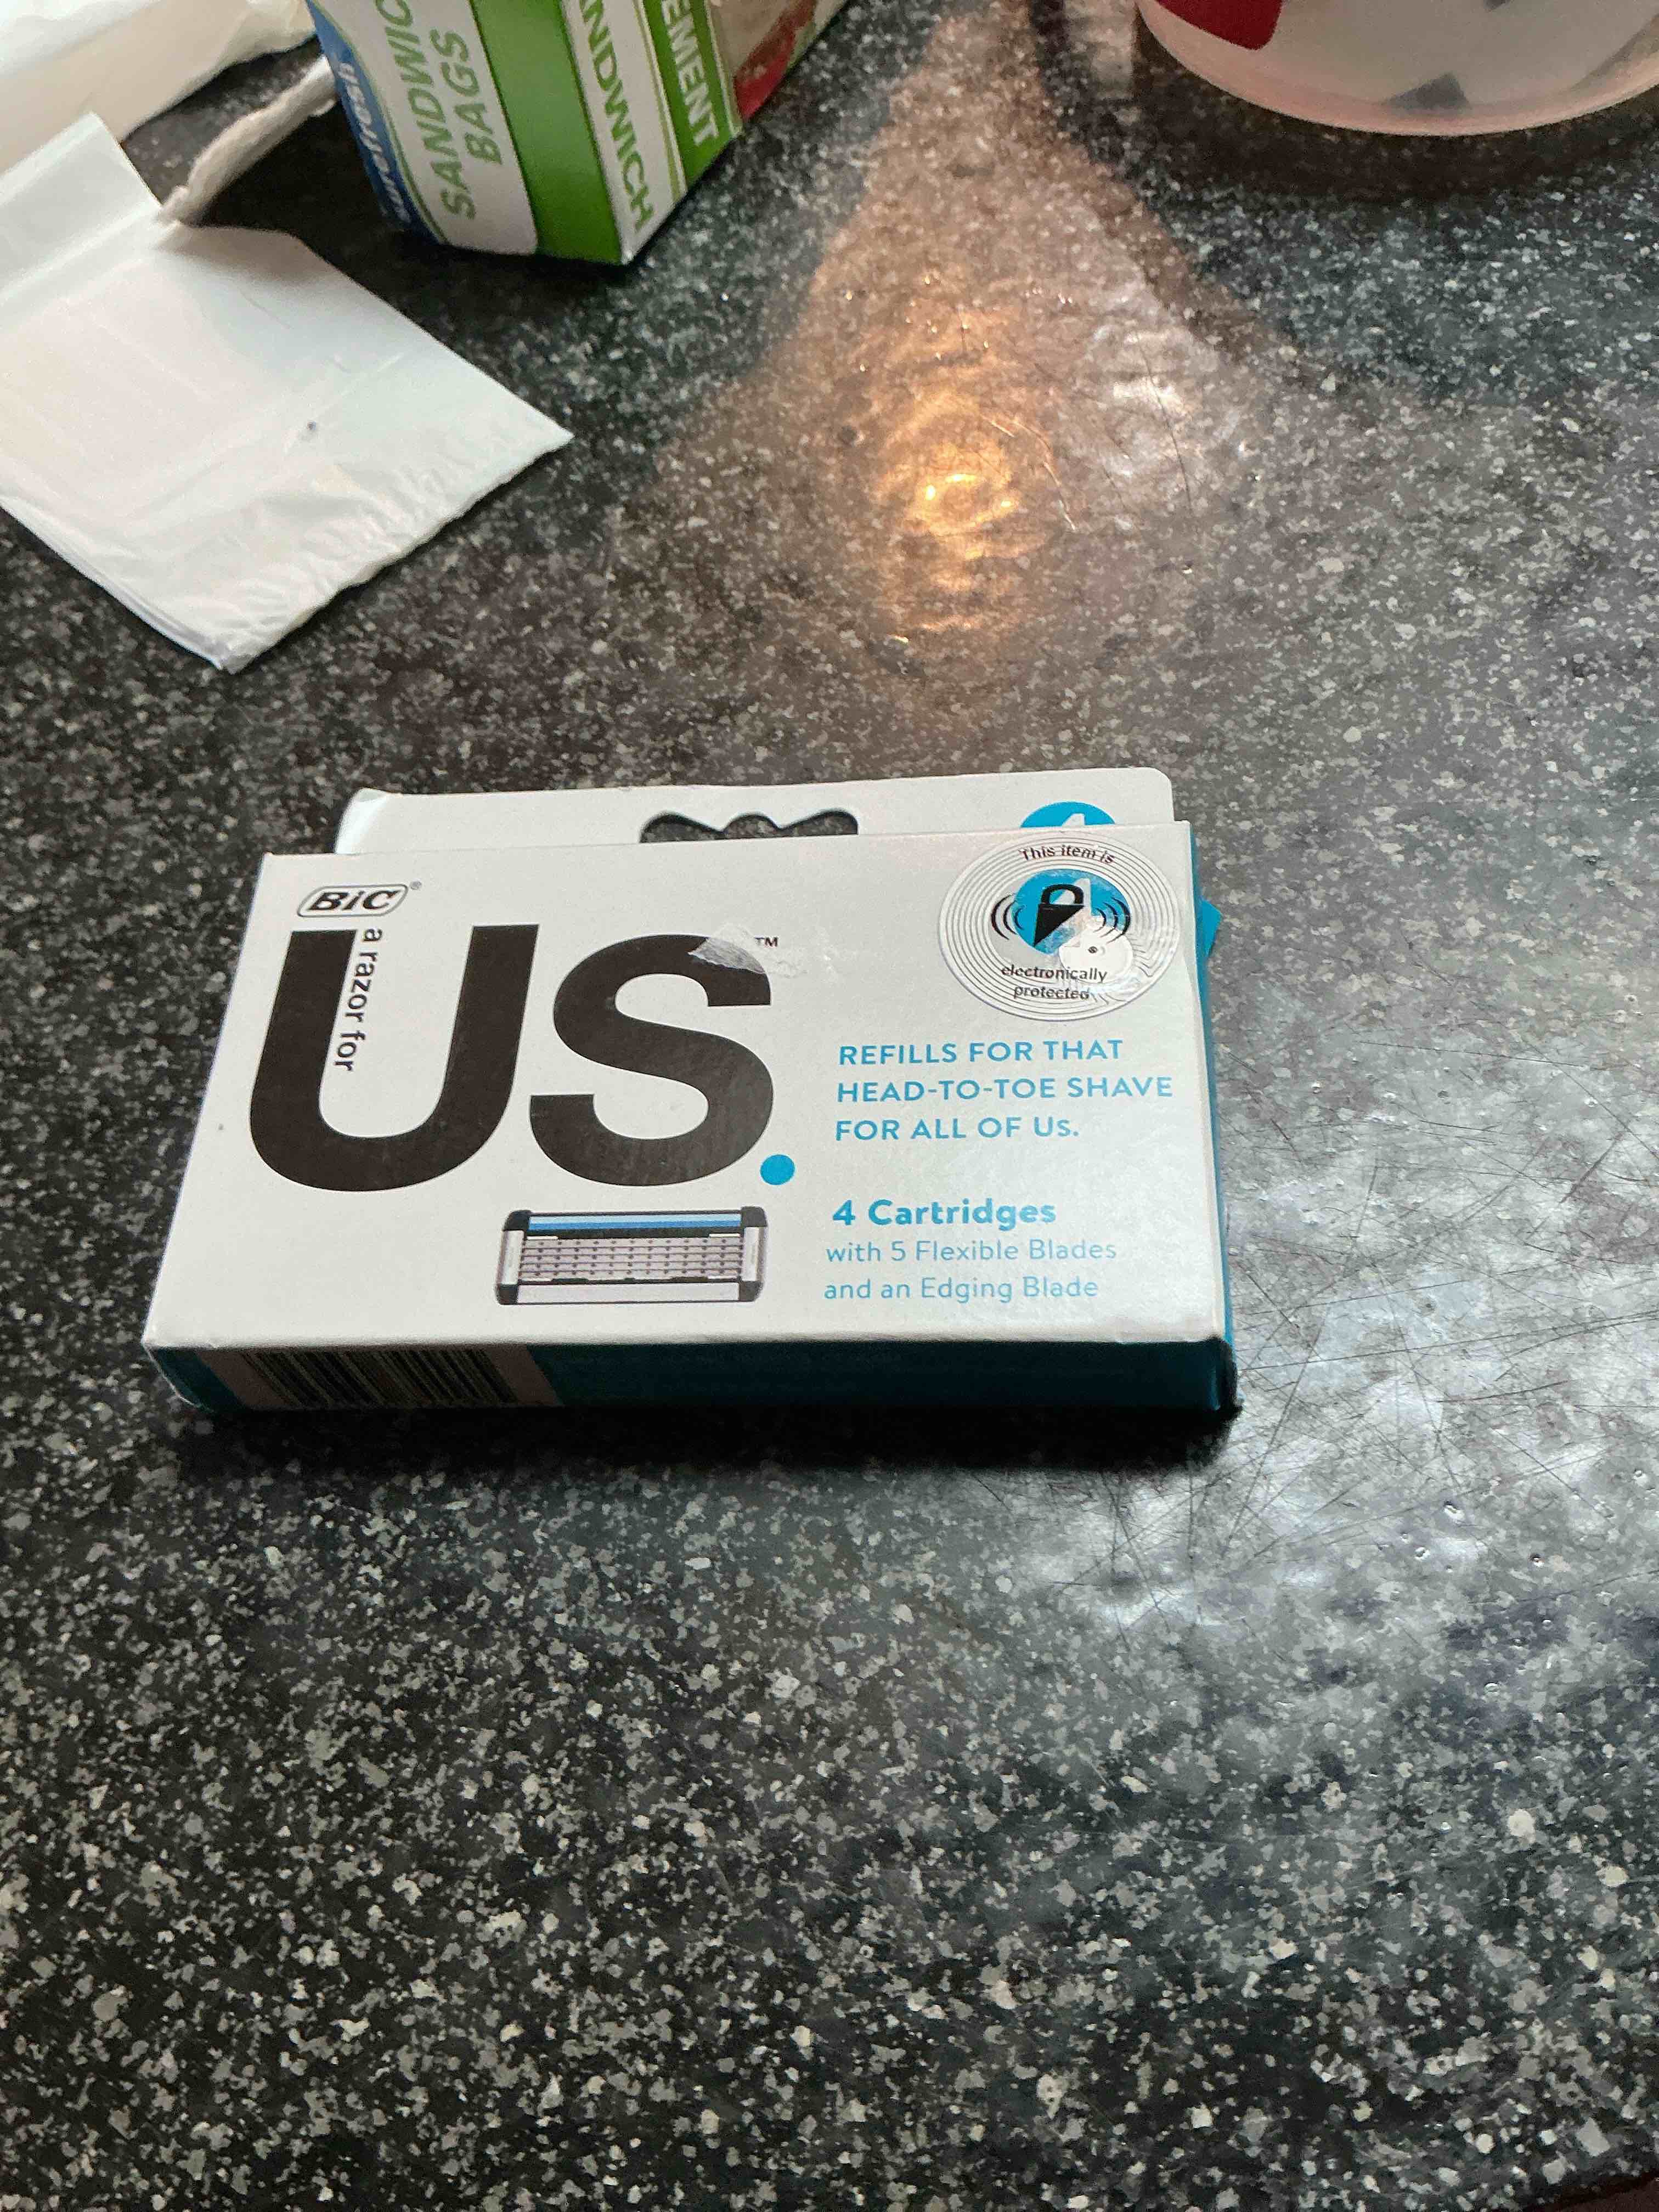 SANDWICH
BAGS
SANDWICH
BiC®
a razor for
US.™
This item is
electronically
protected
REFILLS FOR THAT
HEAD-TO-TOE SHAVE
FOR ALL OF Us.
4 Cartridges
with 5 Flexible Blades
and an Edging Blade